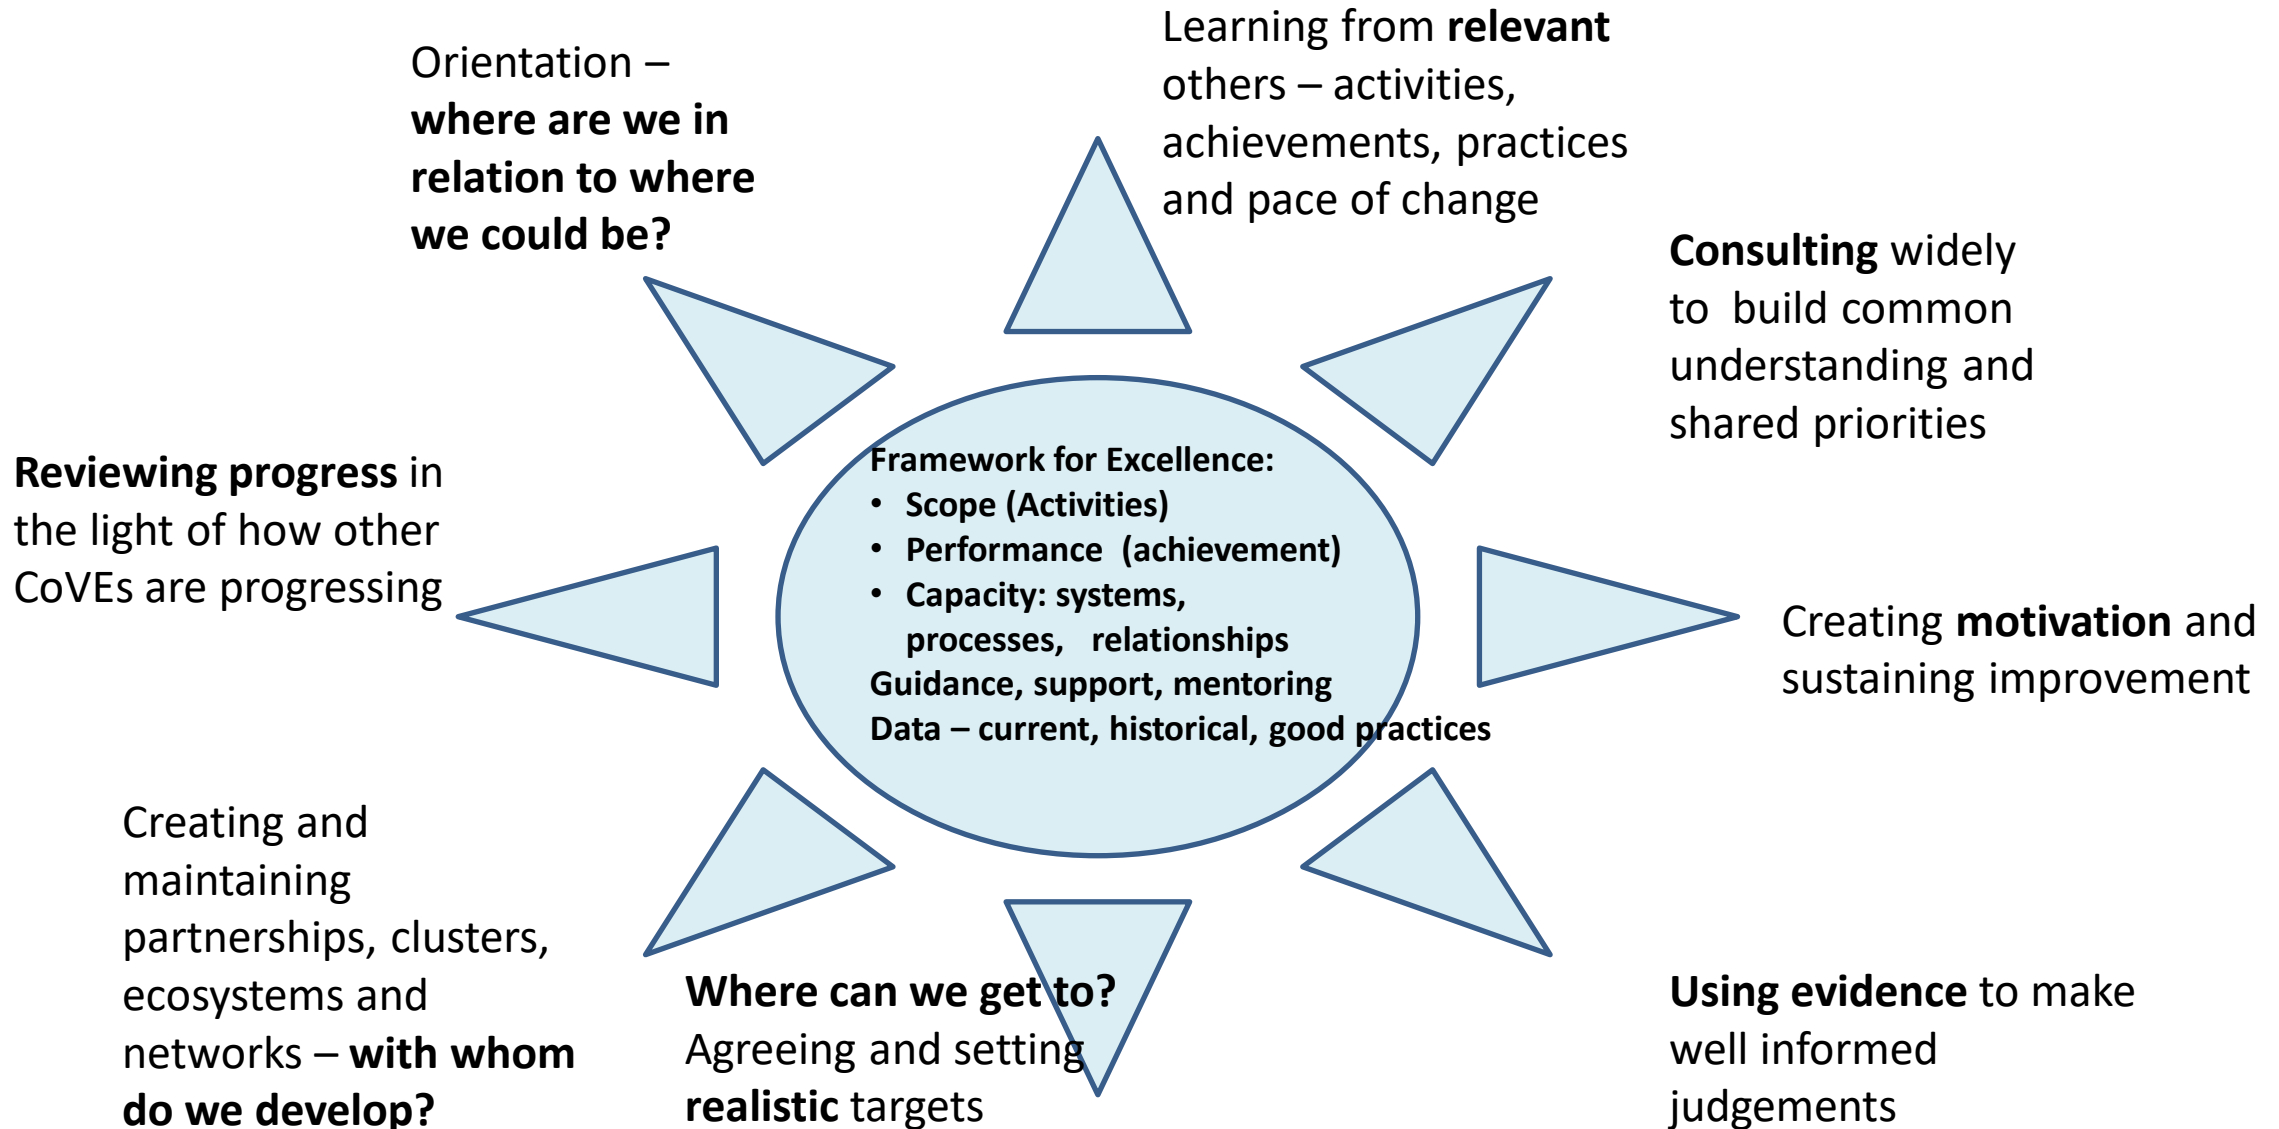 Orientation –
where are we in
relation to where
we could be?
Learning from relevant
others – activities,
achievements, practices
and pace of change
Consulting widely
to  build common
understanding and
shared priorities
Reviewing progress in
the light of how other
CoVEs are progressing
Framework for Excellence:
• Scope (Activities)
• Performance  (achievement)
• Capacity: systems,
processes,   relationships
Guidance, support, mentoring
Data – current, historical, good practices
Creating motivation and
sustaining improvement
Creating and
maintaining
partnerships, clusters,
ecosystems and
networks – with whom
do we develop?
Where can we get to?
Agreeing and setting
realistic targets
Using evidence to make
well informed
judgements